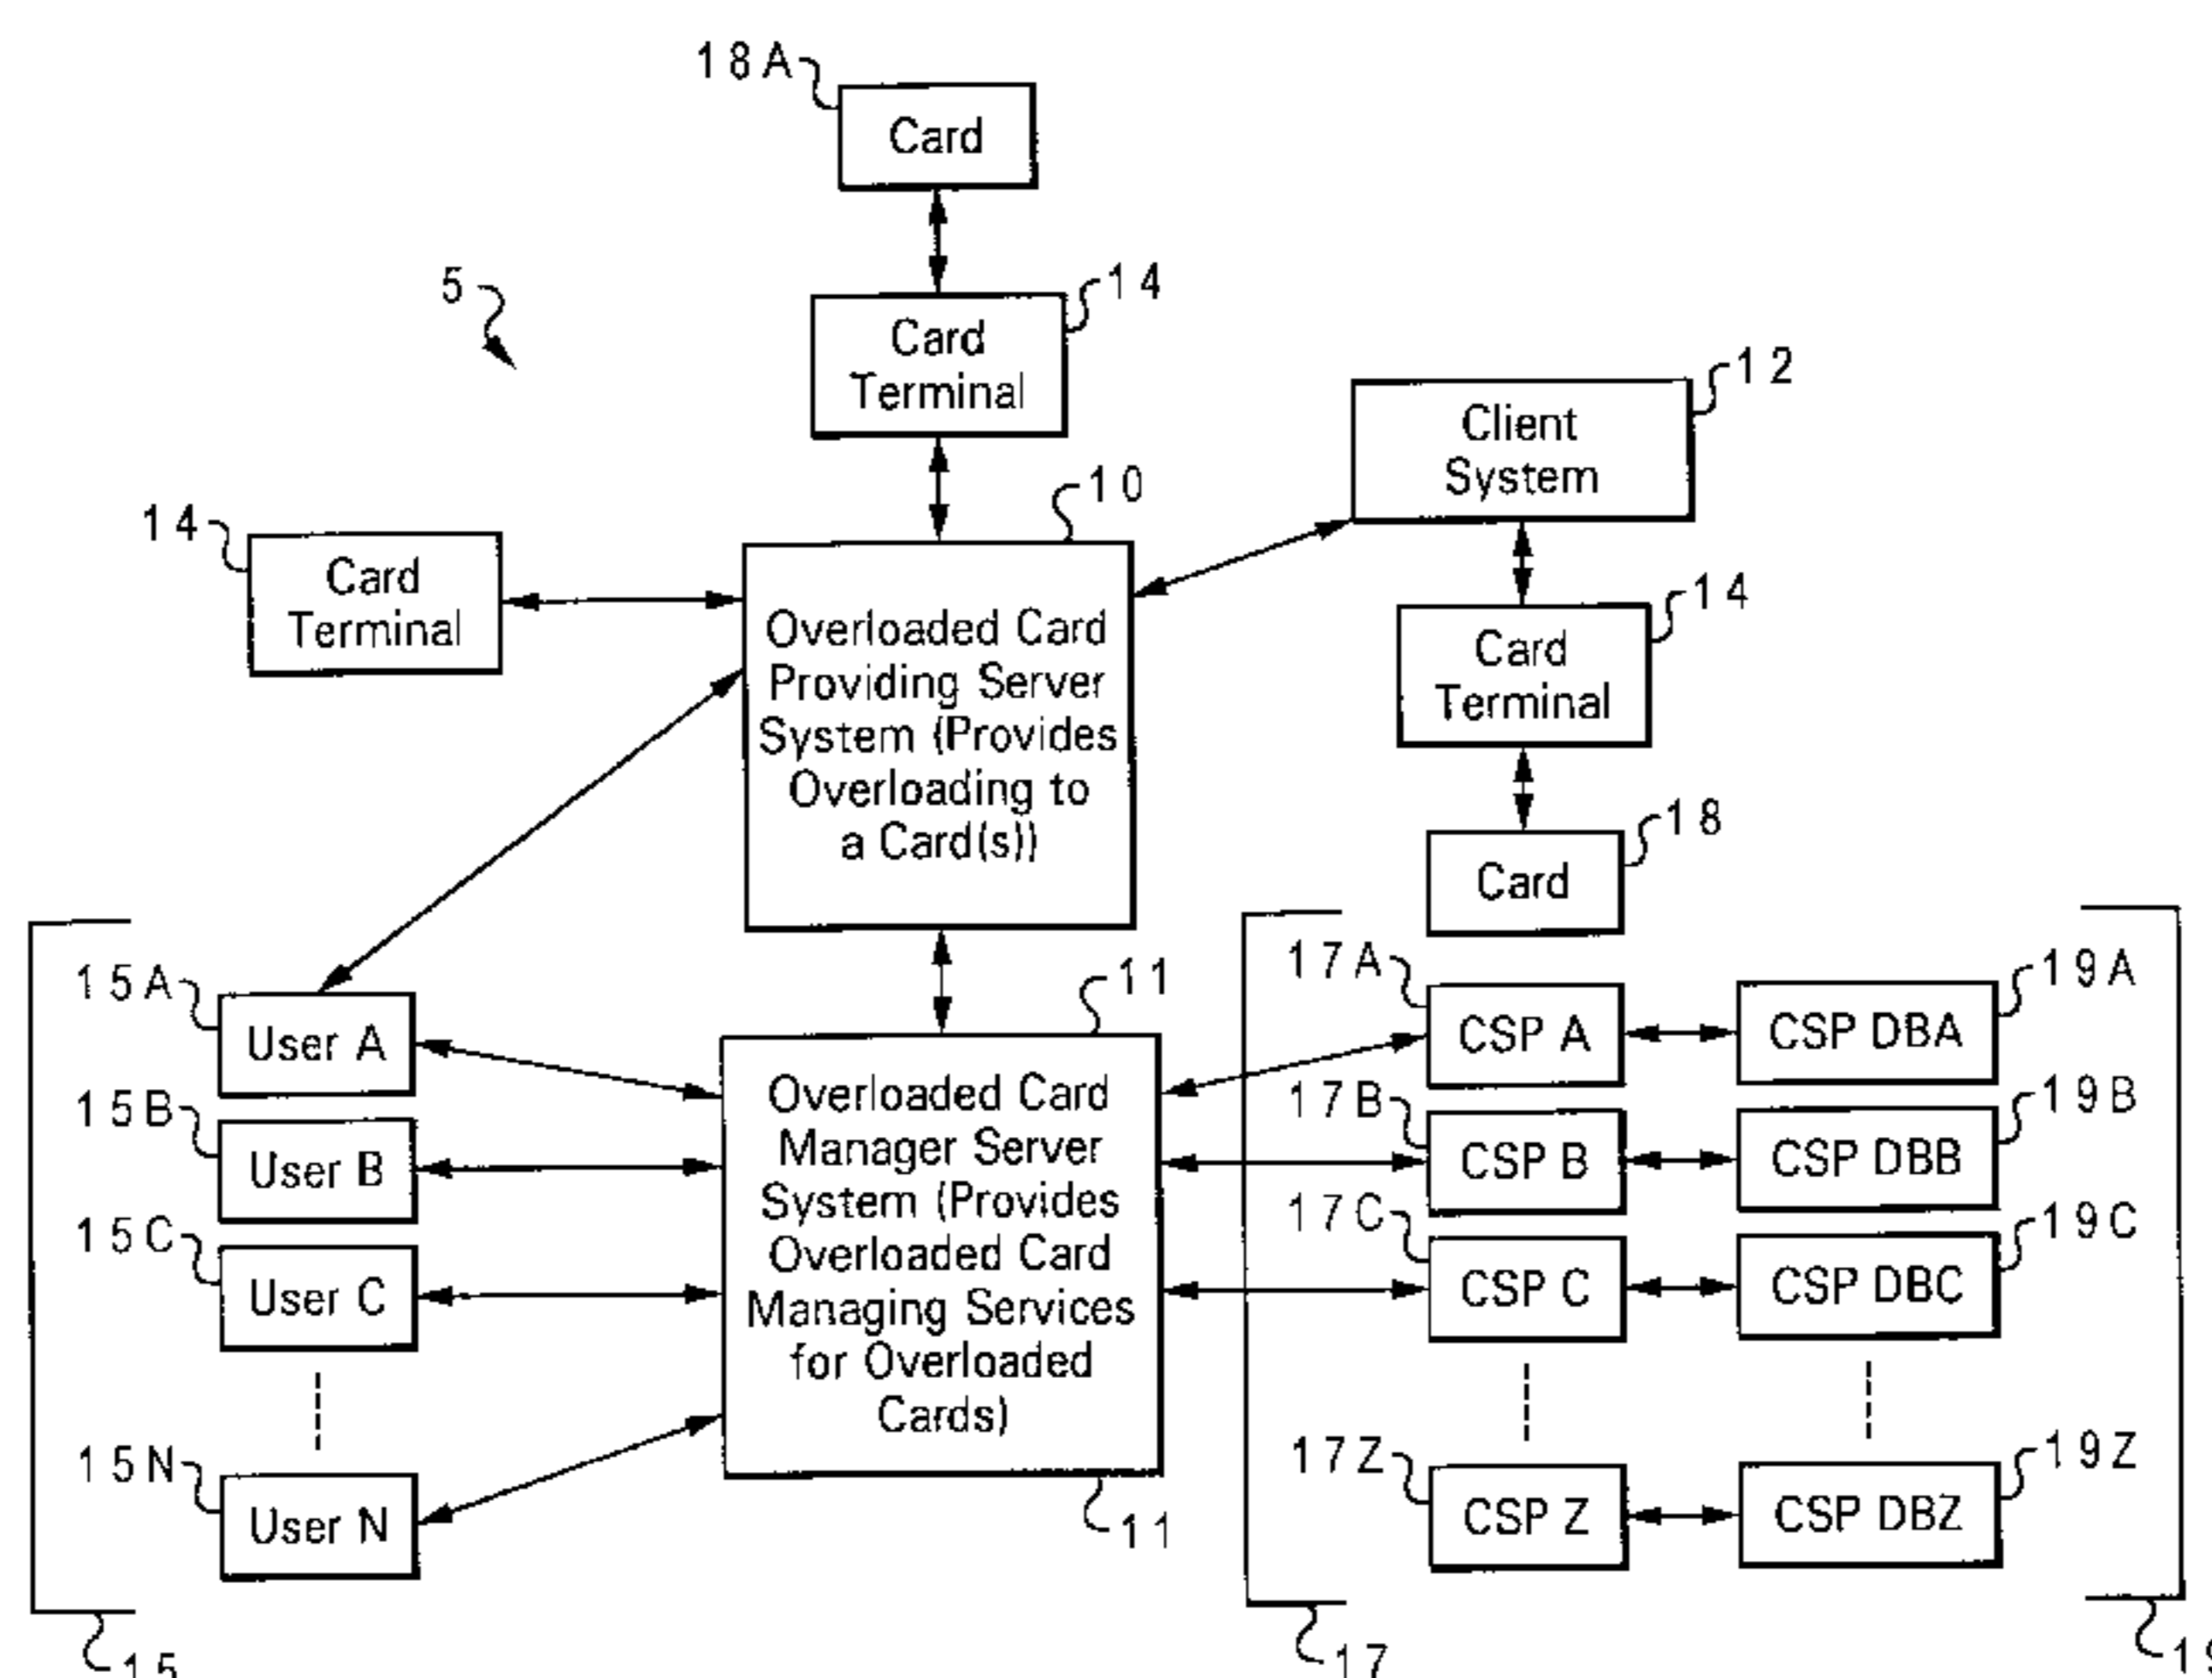 18A
Card
5
14
Card
Terminal
12
Client
System
10
14
Card
Terminal
14
Card
Terminal
Overloaded Card
Providing Server
System (Provides
Overloading to
a Card(s))
18
Card
15A
User A
15B
User B
15C
User C
15N
User N
15
11
Overloaded Card
Manager Server
System (Provides
Overloaded Card
Managing Services
for Overloaded
Cards)
11
17A
CSP A
19A
CSP DBA
17B
CSP B
19B
CSP DBB
17C
CSP C
19C
CSP DBC
17Z
CSP Z
19Z
CSP DBZ
17
19